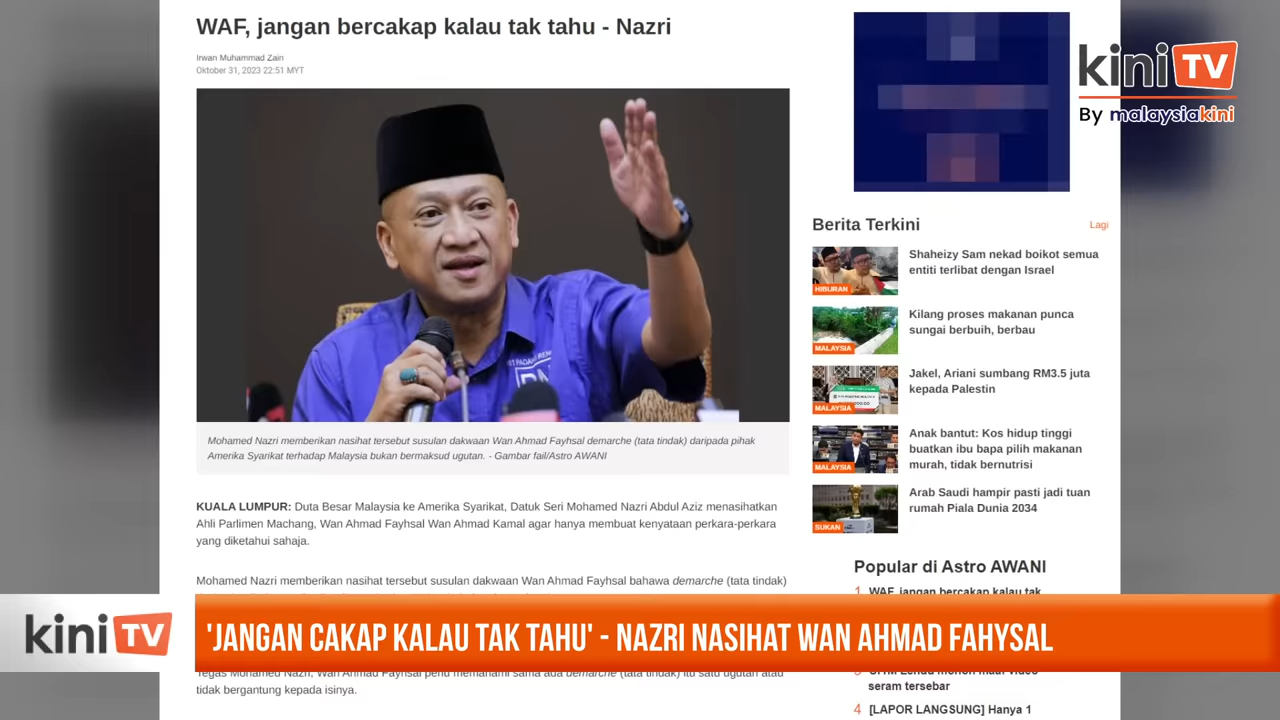 WAF, jangan bercakap kalau tak tahu - Nazri
Irwan Muhammad Zain
Oktober 31, 2023 22:51 MYT
Mohamed Nazri memberikan nasihat tersebut susulan dakwaan Wan Ahmad Fayhsal demarche (tata tindak) daripada pihak
Amerika Syarikat terhadap Malaysia bukan bermaksud ugutan. - Gambar fail/Astro AWANI
KUALA LUMPUR: Duta Besar Malaysia ke Amerika Syarikat, Datuk Seri Mohamed Nazri Abdul Aziz menasihatkan
Ahli Parlimen Machang, Wan Ahmad Fayhsal Wan Ahmad Kamal agar hanya membuat kenyataan perkara-perkara
yang diketahui sahaja.
Mohamed Nazri memberikan nasihat tersebut susulan dakwaan Wan Ahmad Fayhsal bahawa demarche (tata tindak)
Tegas Mohamed Nazri, Wan Ahmad Fayhsal perlu memahami sama ada demarche (tata tindak) itu satu ugutan atau
tidak bergantung kepada isinya.
kini TV
By malaysiakini
Berita Terkini
Lagi
HIBURAN
Shaheizy Sam nekad boikot semua
entiti terlibat dengan Israel
MALAYSIA
Kilang proses makanan punca
sungai berbuih, berbau
MALAYSIA
Jakel, Ariani sumbang RM3.5 juta
kepada Palestin
MALAYSIA
Anak bantut: Kos hidup tinggi
buatkan ibu bapa pilih makanan
murah, tidak bernutrisi
SUKAN
Arab Saudi hampir pasti jadi tuan
rumah Piala Dunia 2034
Popular di Astro AWANI
1 WAF, jangan bercakap kalau tak
seram tersebar
4 [LAPOR LANGSUNG] Hanya 1
kini TV
'JANGAN CAKAP KALAU TAK TAHU' - NAZRI NASIHAT WAN AHMAD FAHYSAL